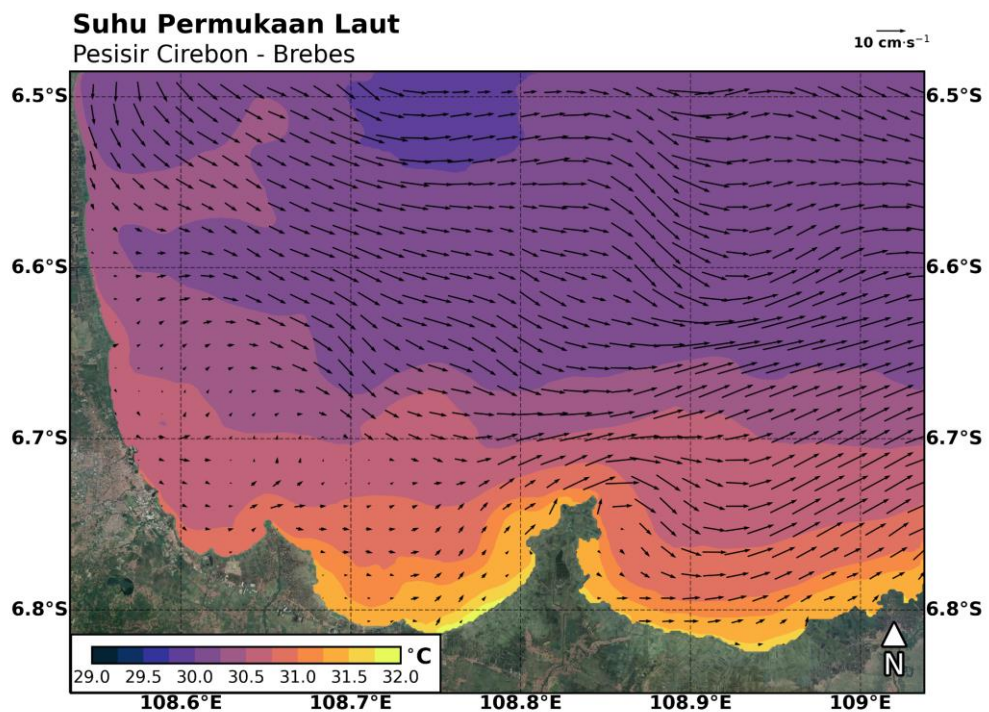 Suhu Permukaan Laut
Pesisir Cirebon - Brebes
10 cm·s⁻¹
6.5°S
6.5°S
6.6°S
6.6°S
6.7°S
6.7°S
6.8°S
6.8°S
°C
29.0 29.5 30.0 30.5 31.0 31.5 32.0
N
108.6°E 108.7°E 108.8°E 108.9°E 109°E